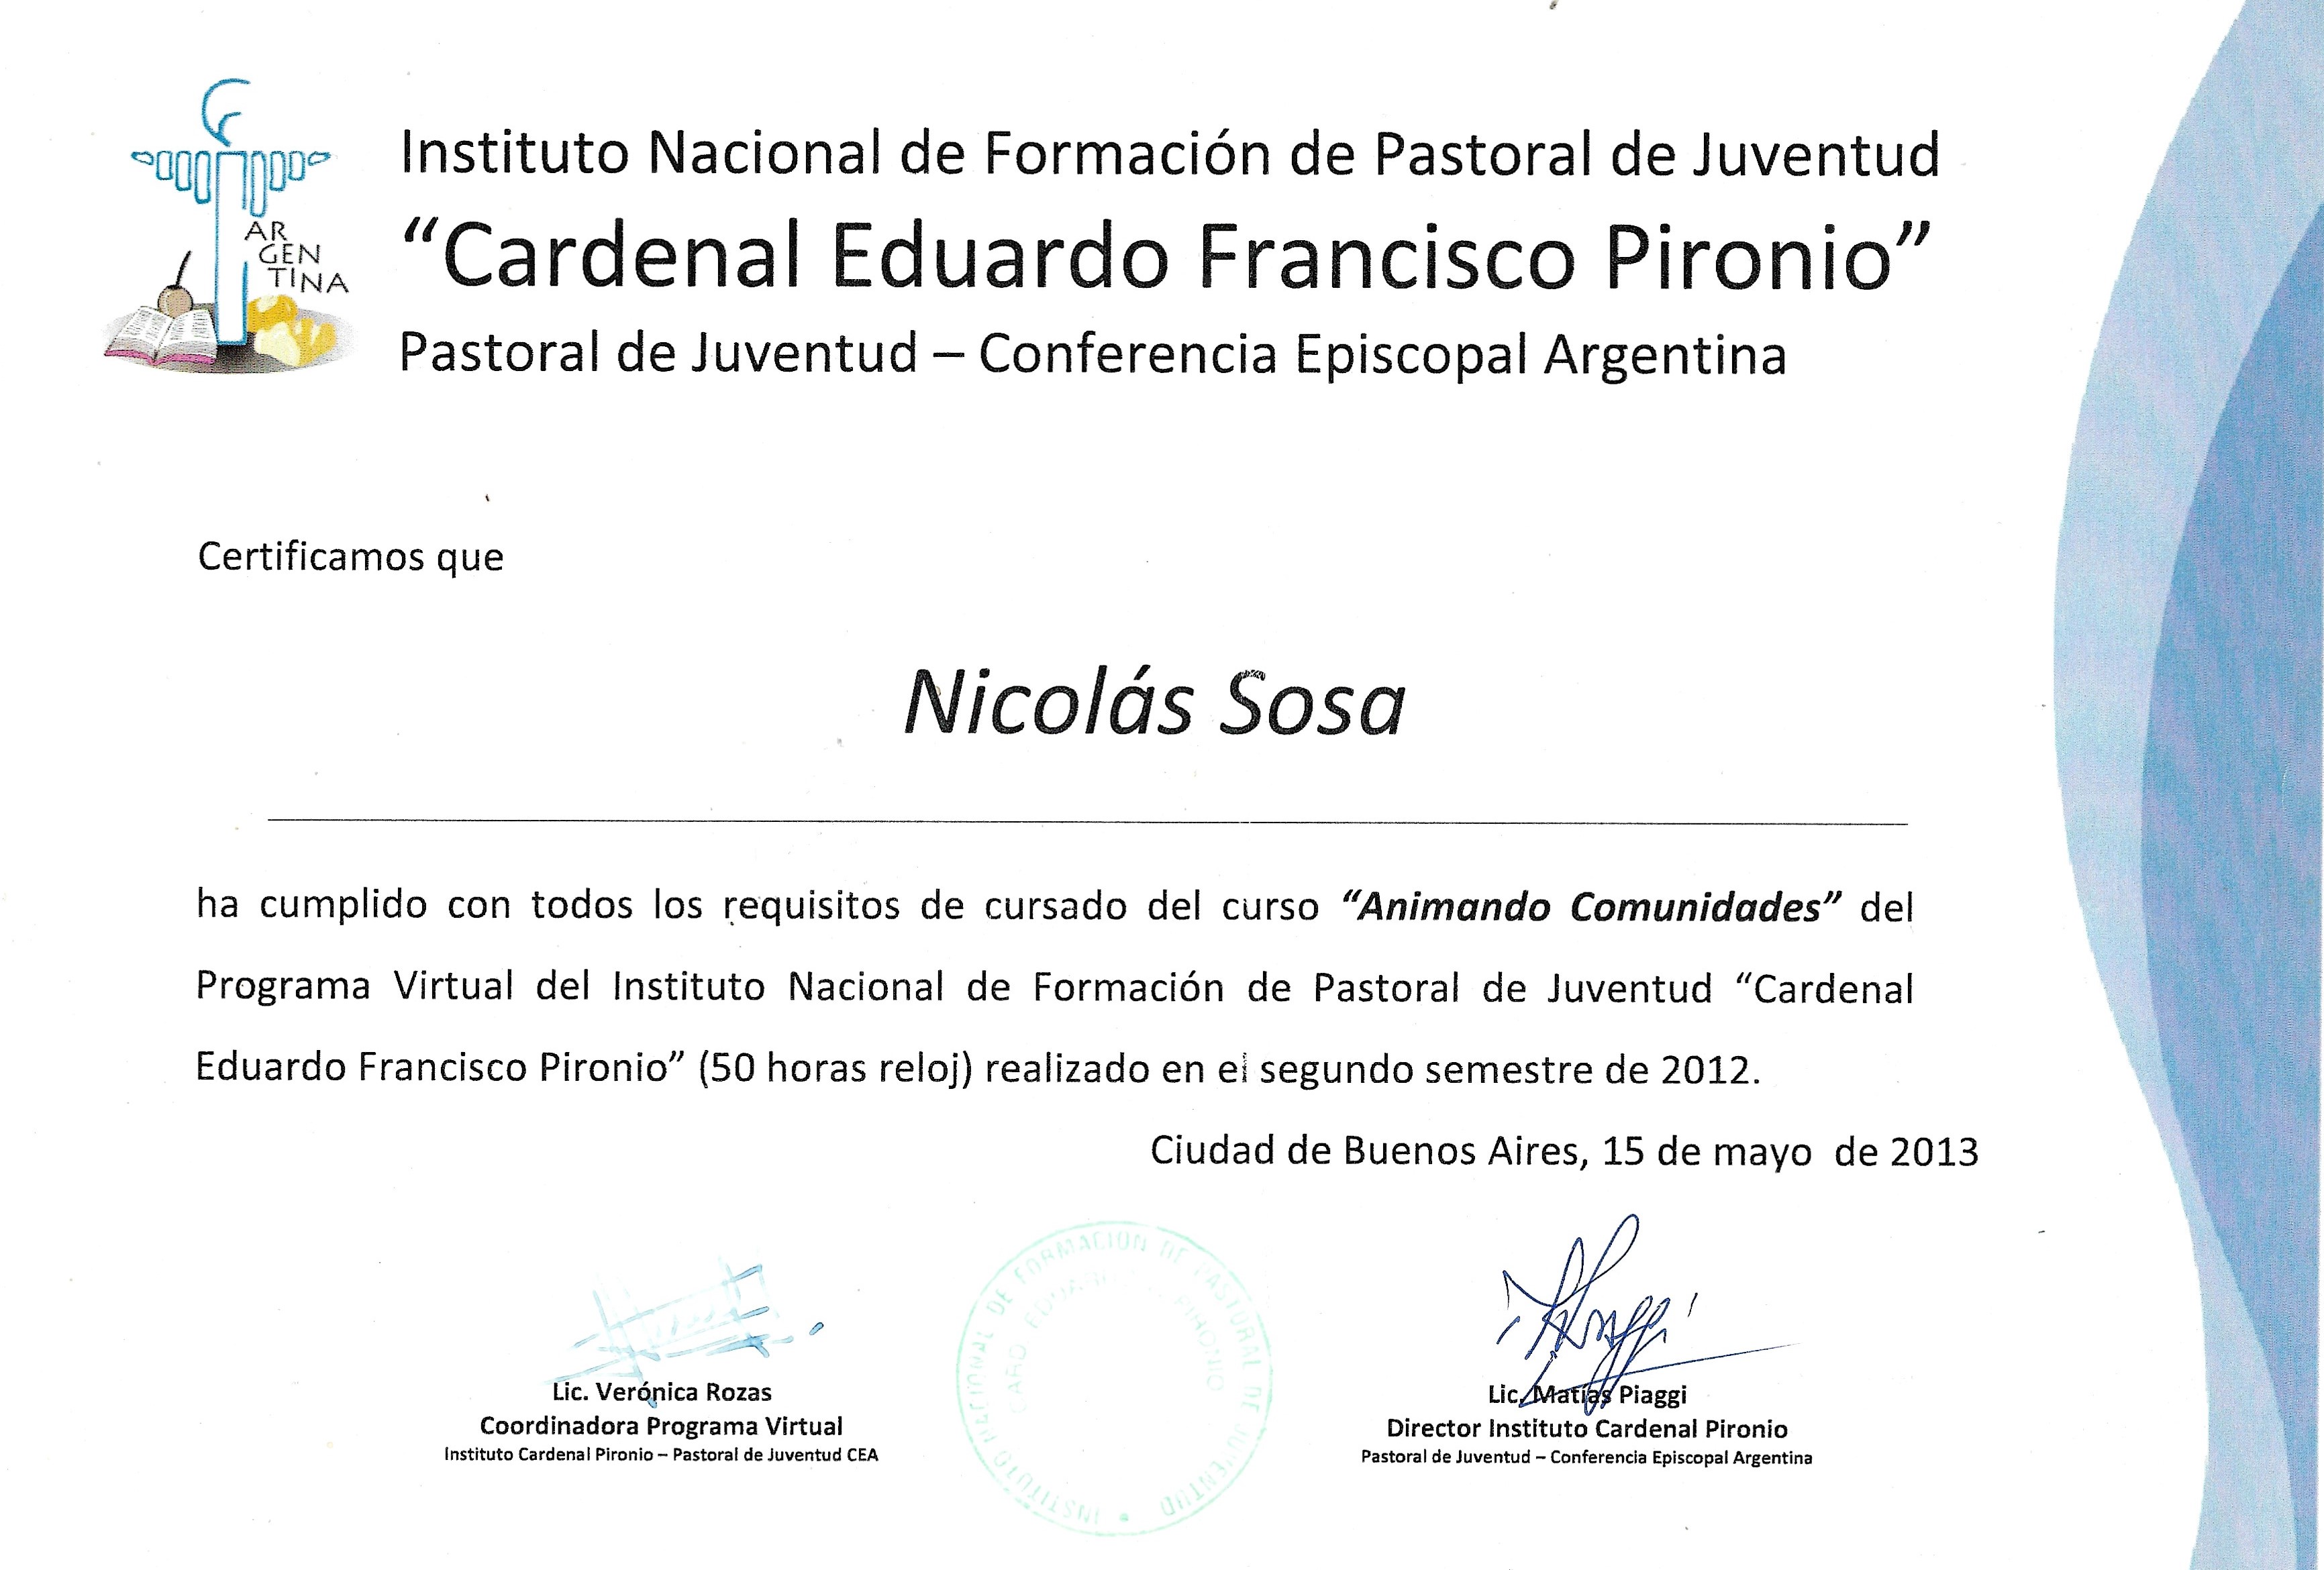 AR
GEN
TINA
Instituto Nacional de Formación de Pastoral de Juventud
“Cardenal Eduardo Francisco Pironio”
Pastoral de Juventud – Conferencia Episcopal Argentina
Certificamos que
Nicolás Sosa
ha cumplido con todos los requisitos de cursado del curso “Animando Comunidades” del
Programa Virtual del Instituto Nacional de Formación de Pastoral de Juventud “Cardenal
Eduardo Francisco Pironio” (50 horas reloj) realizado en el segundo semestre de 2012.
Ciudad de Buenos Aires, 15 de mayo de 2013
Lic. Verónica Rozas
Coordinadora Programa Virtual
Instituto Cardenal Pironio – Pastoral de Juventud CEA
INSTITUTO NACIONAL DE FORMACION DE PASTORAL DE JUVENTUD
CARD EDUARDO PIRONIO
Lic. Matías Piaggi
Director Instituto Cardenal Pironio
Pastoral de Juventud – Conferencia Episcopal Argentina